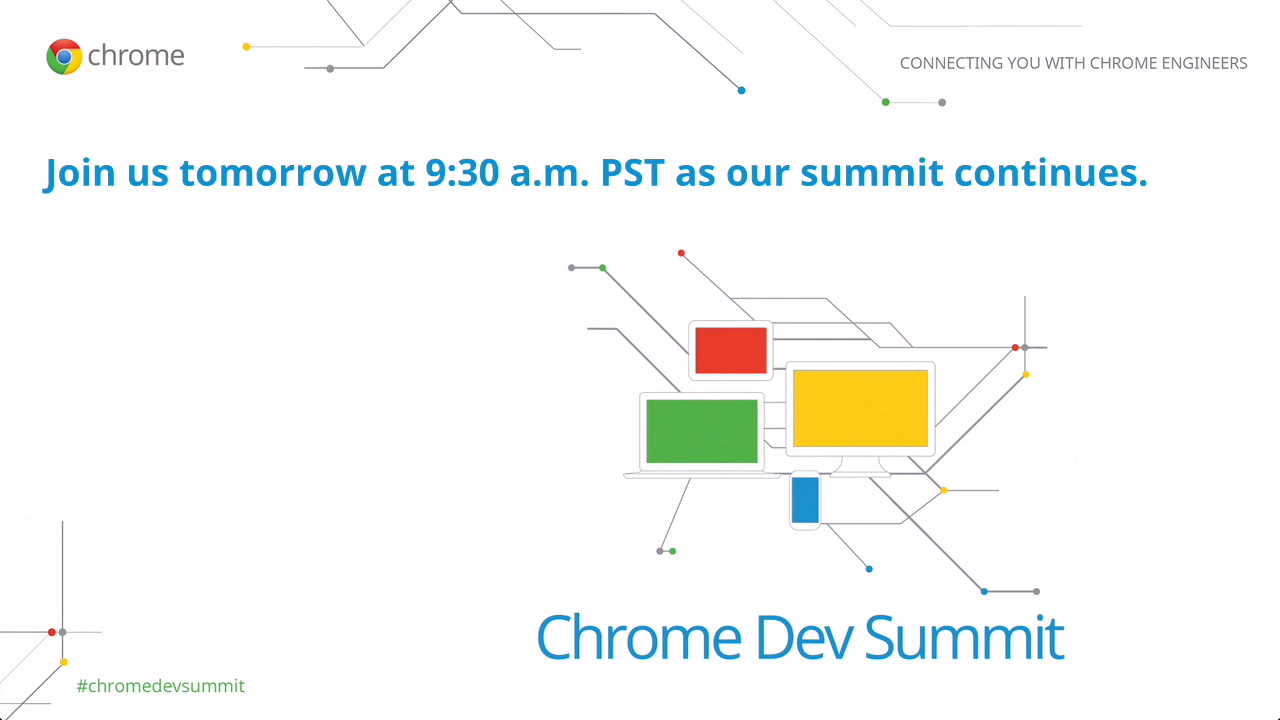 chrome
CONNECTING YOU WITH CHROME ENGINEERS
Join us tomorrow at 9:30 a.m. PST as our summit continues.
Chrome Dev Summit
#chromedevsummit